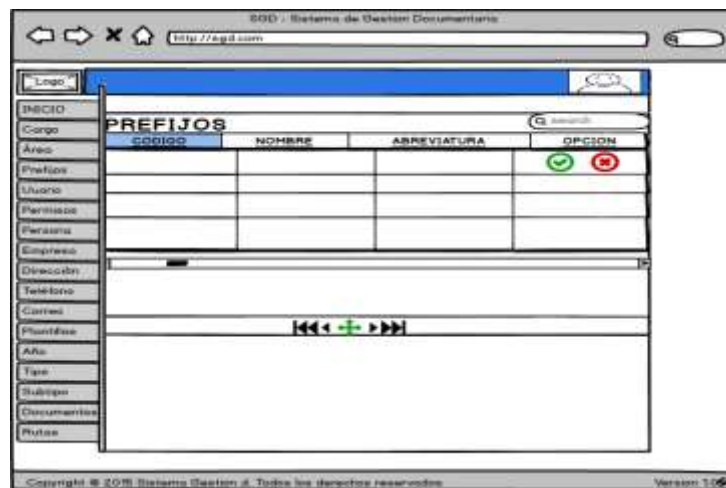 SGD - Sistema de Gestion Documentario
http://sgd.com
Logo
INICIO
Cargo
Área
Prefijos
Usuario
Permisos
Persona
Empresa
Dirección
Teléfono
Correo
Plantillas
Año
Tipo
Subtipo
Documentos
Rutas
PREFIJOS
search
CODIGO NOMBRE ABREVIATURA OPCION
Copyright © 2015 Sistema Gestion d. Todos los derechos reservados
Version 1.0